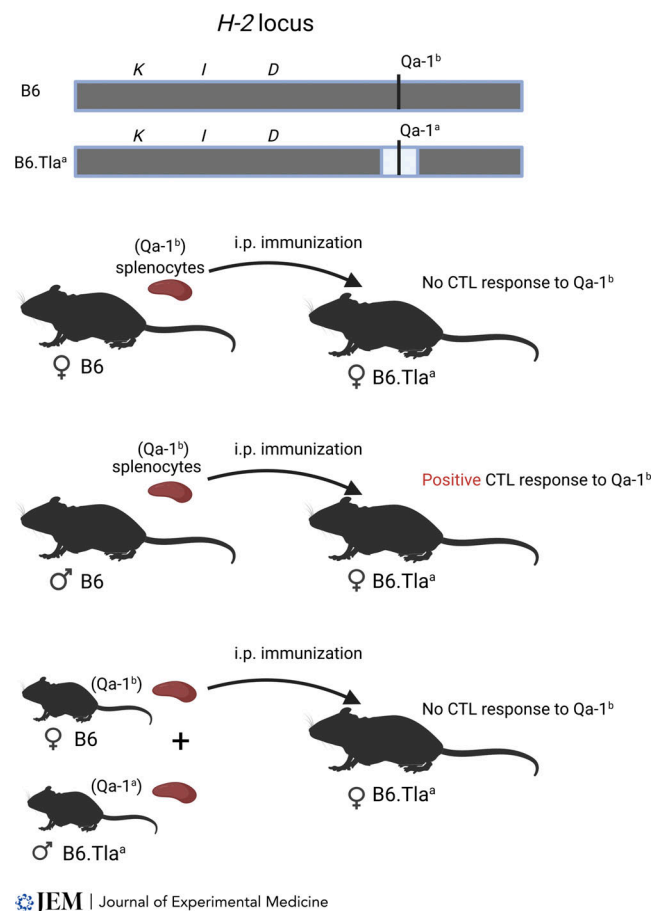 H-2 locus
K I D Qa-1ᵇ
B6
K I D Qa-1ᵃ
B6.Tlaᵃ
(Qa-1ᵇ)
splenocytes
i.p. immunization
No CTL response to Qa-1ᵇ
♀ B6
♀ B6.Tlaᵃ
(Qa-1ᵇ)
splenocytes
i.p. immunization
Positive CTL response to Qa-1ᵇ
♂ B6
♀ B6.Tlaᵃ
i.p. immunization
(Qa-1ᵇ)
No CTL response to Qa-1ᵇ
♀ B6
+
(Qa-1ᵃ)
♀ B6.Tlaᵃ
♂ B6.Tlaᵃ
JEM | Journal of Experimental Medicine